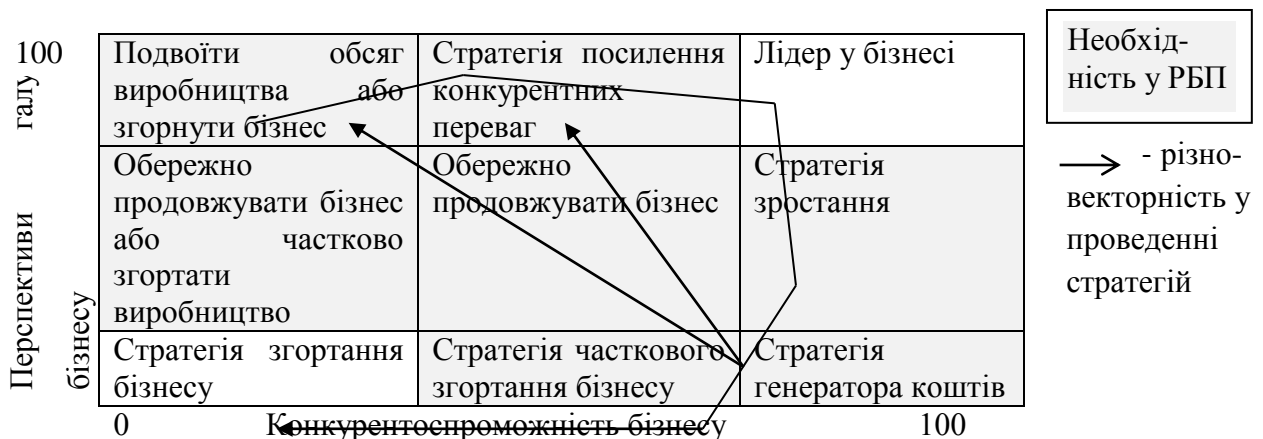 100
галу
Перспективи
бізнесу
Подвоїти обсяг
виробництва або
згорнути бізнес
Стратегія посилення
конкурентних
переваг
Лідер у бізнесі
Обережно
продовжувати бізнес
або частково
згортати
виробництво
Обережно
продовжувати бізнес
Стратегія
зростання
Стратегія згортання
бізнесу
Стратегія часткового
згортання бізнесу
Стратегія
генератора коштів
0 Конкурентоспроможність бізнесу 100
Необхід-
ність у РБП
- різно-
векторність у
проведенні
стратегій